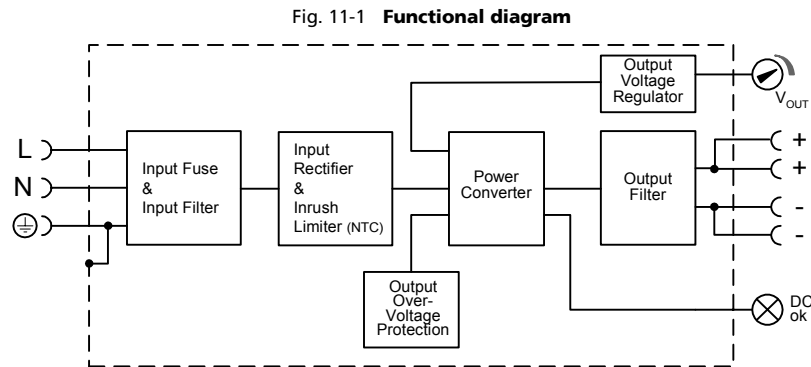 Fig. 11-1 Functional diagram
Output
Voltage
Regulator
VOUT
L
N
Input Fuse
&
Input Filter
Input
Rectifier
&
Inrush
Limiter (NTC)
Power
Converter
Output
Filter
+
+
-
-
Output
Over-
Voltage
Protection
DC
ok